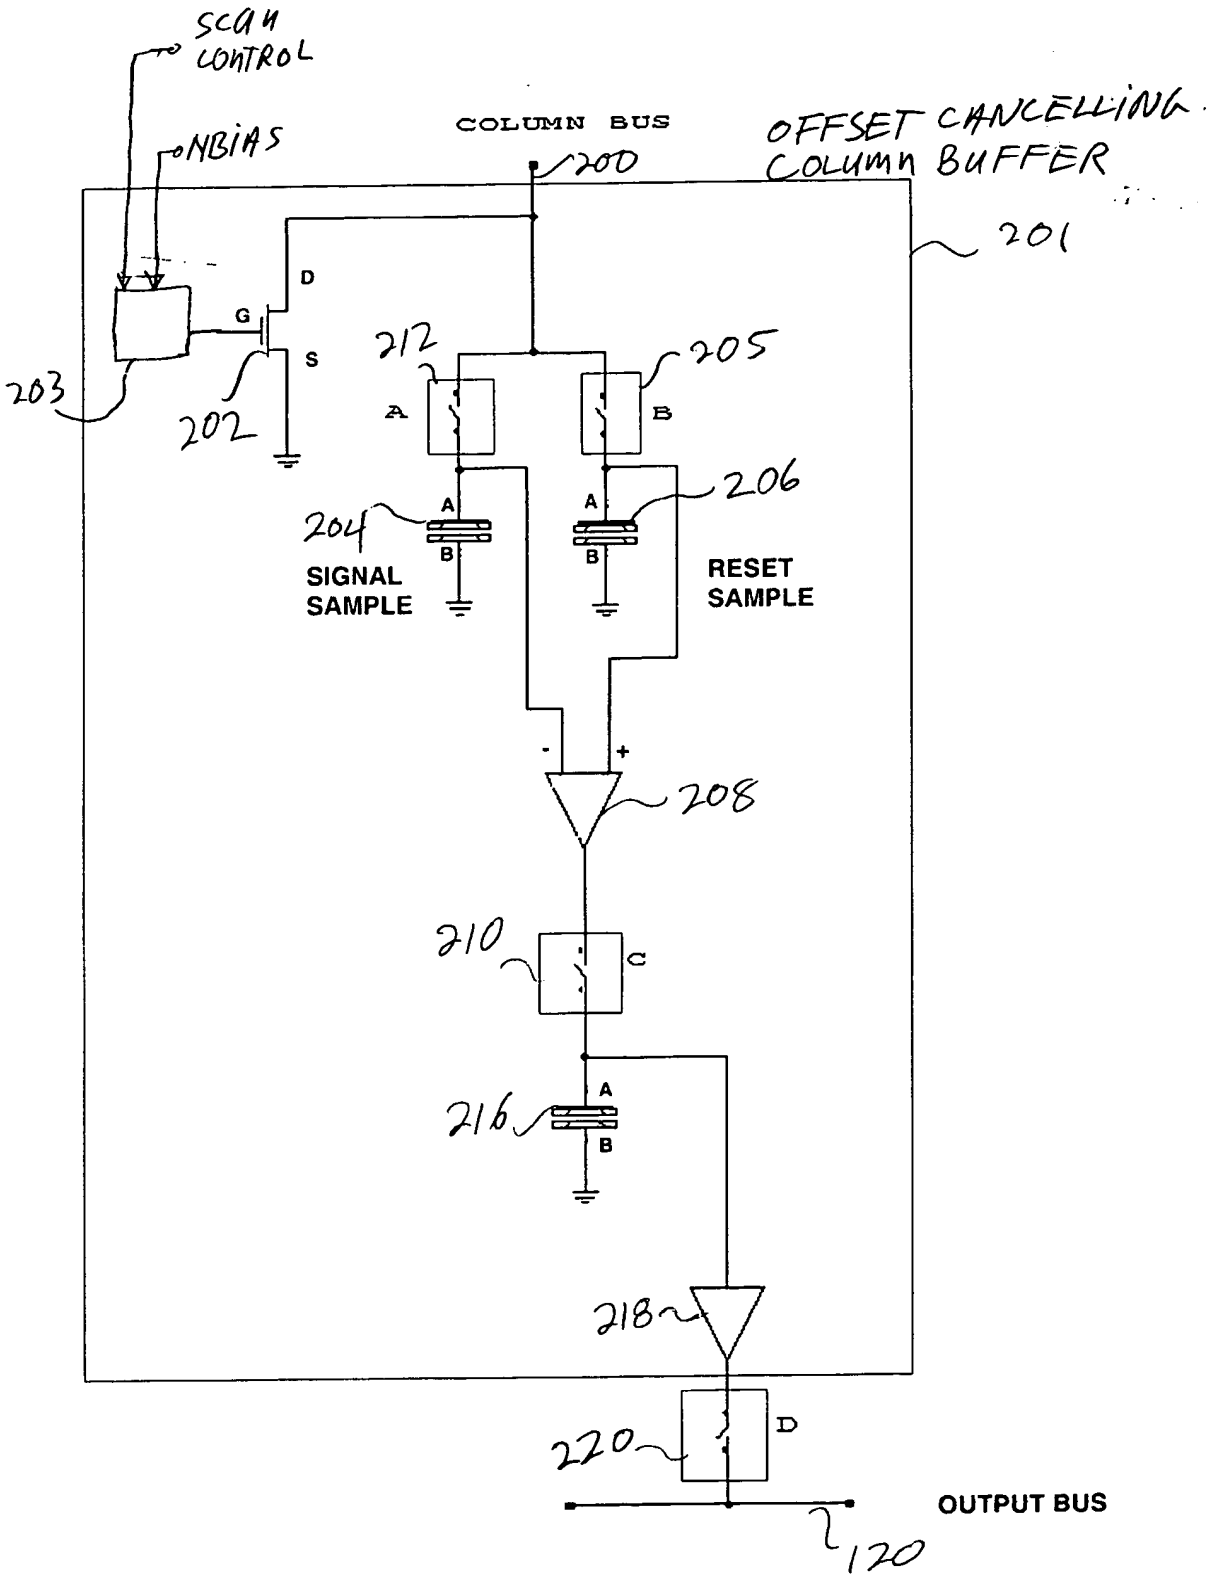 SCAN
CONTROL
NBIAS
COLUMN BUS
200
OFFSET CANCELLING
COLUMN BUFFER
201
D
G
S
203
202
212
205
A
B
A
A
206
204
B
B
SIGNAL
SAMPLE
RESET
SAMPLE
-
+
208
210
C
A
216
B
218
D
220
OUTPUT BUS
120